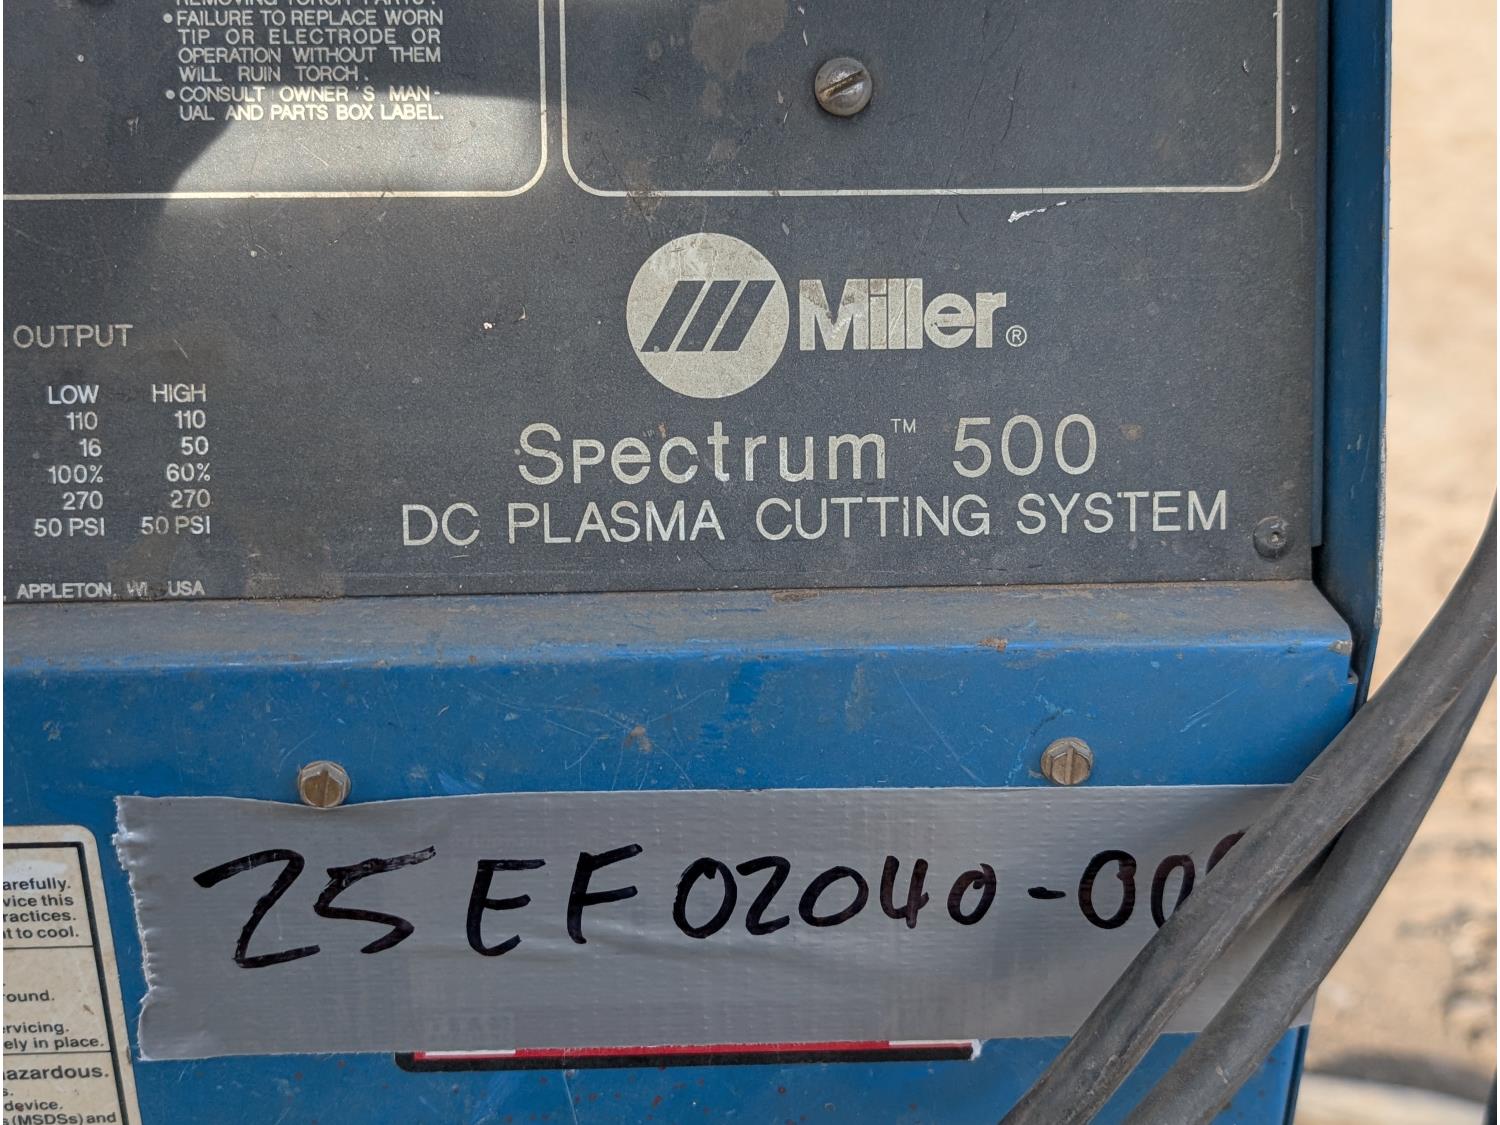 REMOVING TORCH PARTS.
• FAILURE TO REPLACE WORN
TIP OR ELECTRODE OR
OPERATION WITHOUT THEM
WILL RUIN TORCH.
• CONSULT OWNER'S MAN-
UAL AND PARTS BOX LABEL.
Miller®
Spectrum™ 500
DC PLASMA CUTTING SYSTEM
OUTPUT
LOW HIGH
110 110
16 50
100% 60%
270 270
50 PSI 50 PSI
, APPLETON, WI USA
25EF02040-00
arefully.
vice this
ractices.
t to cool.
ound.
ervicing.
ely in place.
azardous.
s.
device.
(MSDSs) and